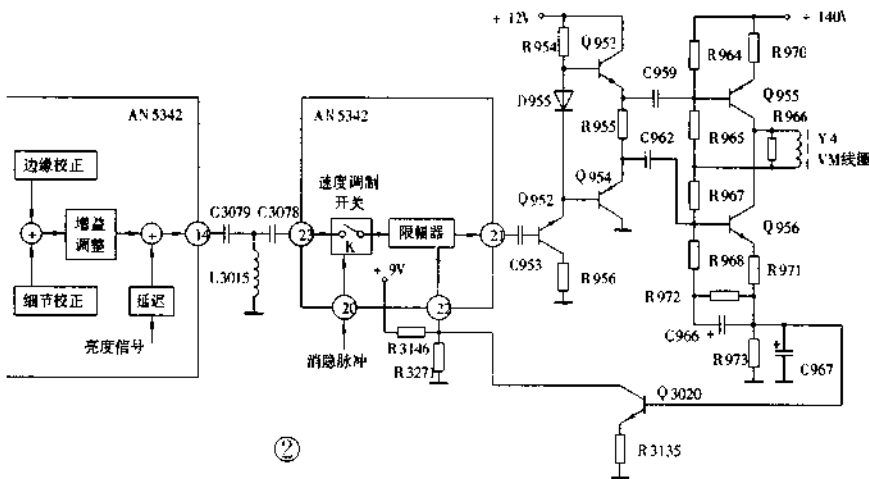 + 12V
+ 140V
R954
Q953
R964
R970
C959
AN5342
AN5342
D955
Q955
R955
R966
R965
Y4
VM线圈
边缘校正
速度调制
开关
C962
Q954
Q952
R967
增益
调整
C3079
C3078
K
限幅器
Q956
14
23
21
C953
R956
R968
R971
L3015
+ 9V
细节校正
延迟
20
22
R972
亮度信号
消隐脉冲
R3146
R3271
C966
R973
C967
Q3020
R3135
②